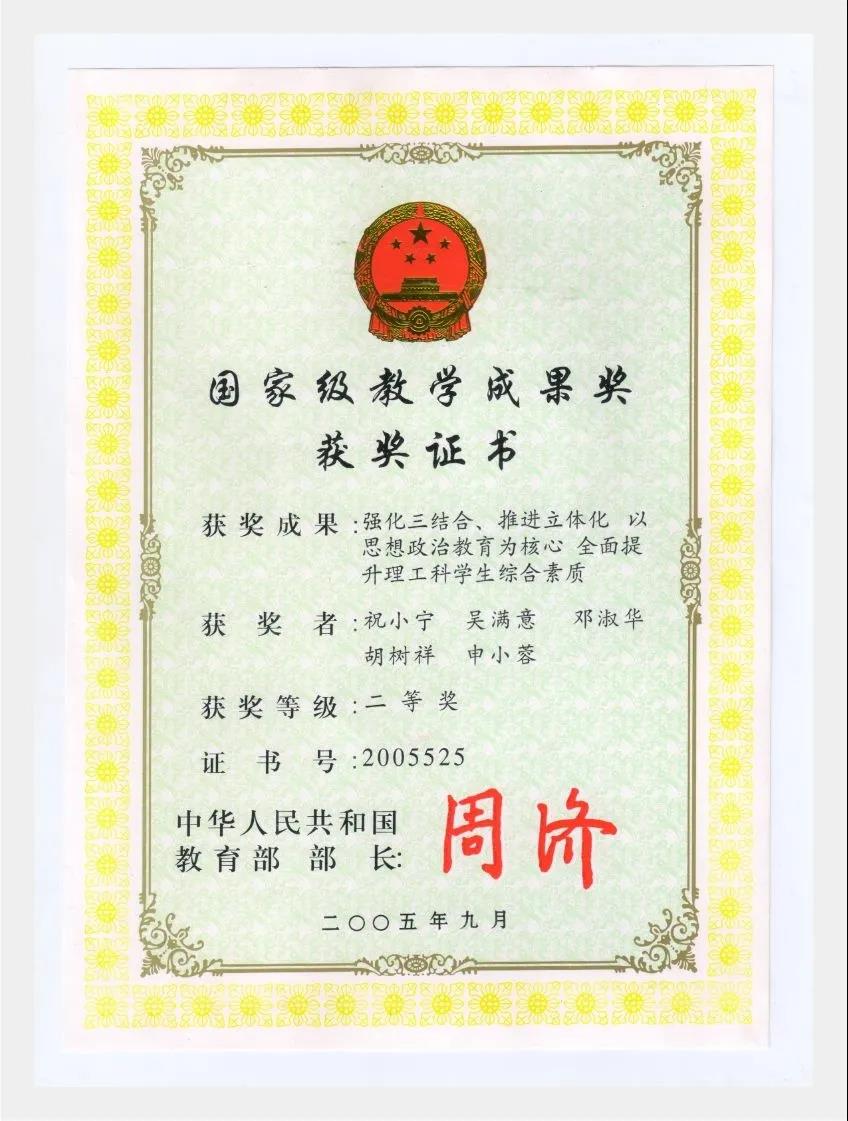 国家级教学成果奖
获奖证书
获奖成果:强化三结合、推进立体化 以
思想政治教育为核心 全面提
升理工科学生综合素质
获奖者:祝小宁 吴满意 邓淑华
胡树祥 申小蓉
获奖等级:二等奖
证书号:2005525
中华人民共和国
教育部部长:周济
二〇〇五年九月